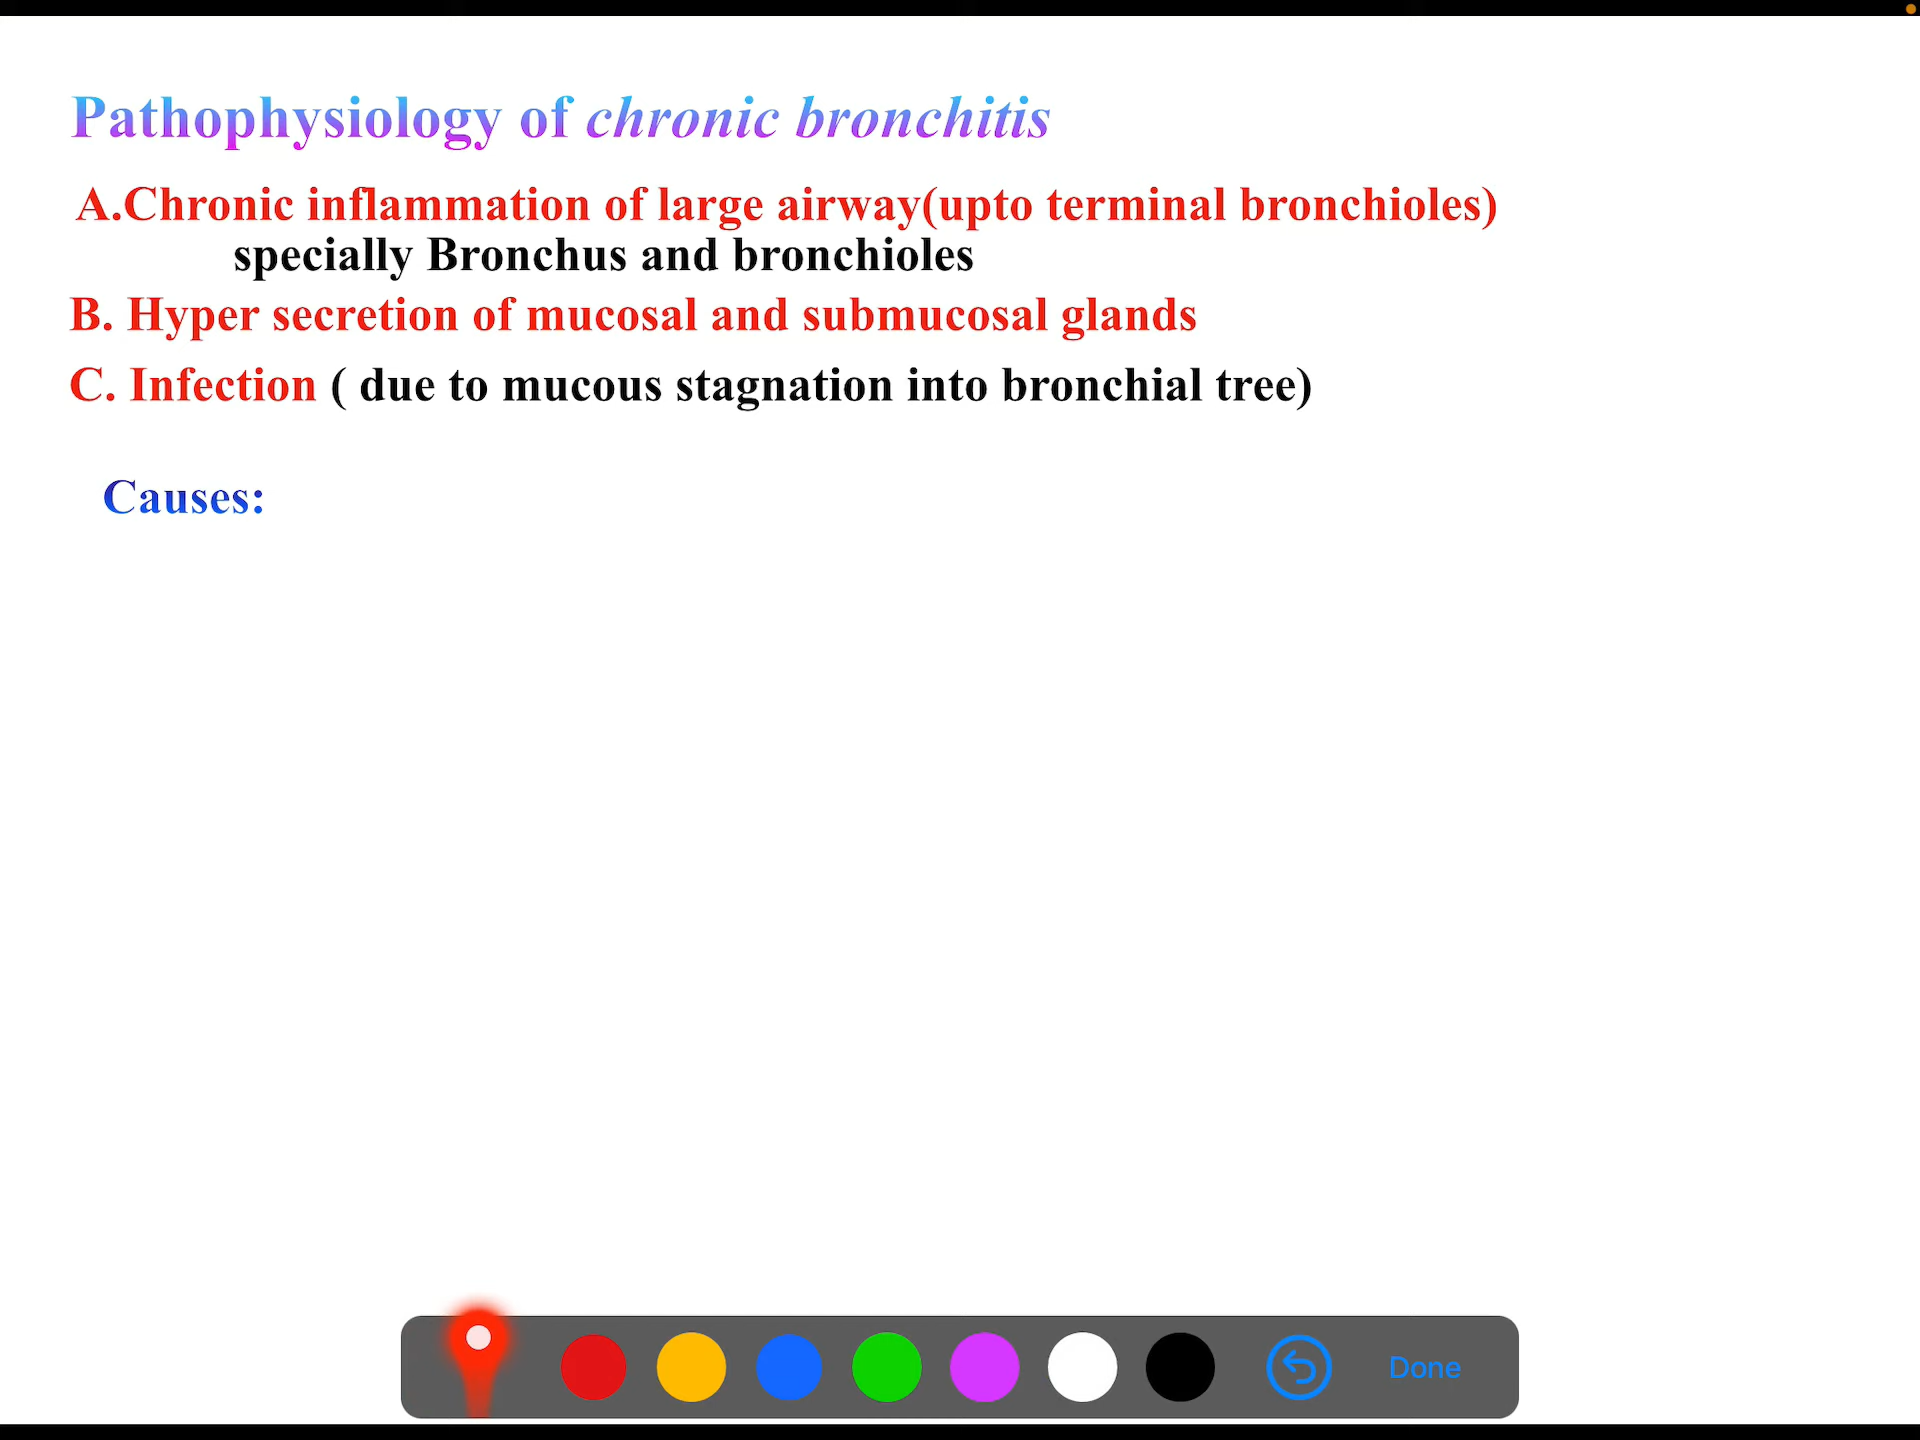 Pathophysiology of chronic bronchitis
A.Chronic inflammation of large airway(upto terminal bronchioles)
specially Bronchus and bronchioles
B. Hyper secretion of mucosal and submucosal glands
C. Infection ( due to mucous stagnation into bronchial tree)
Causes:
Done